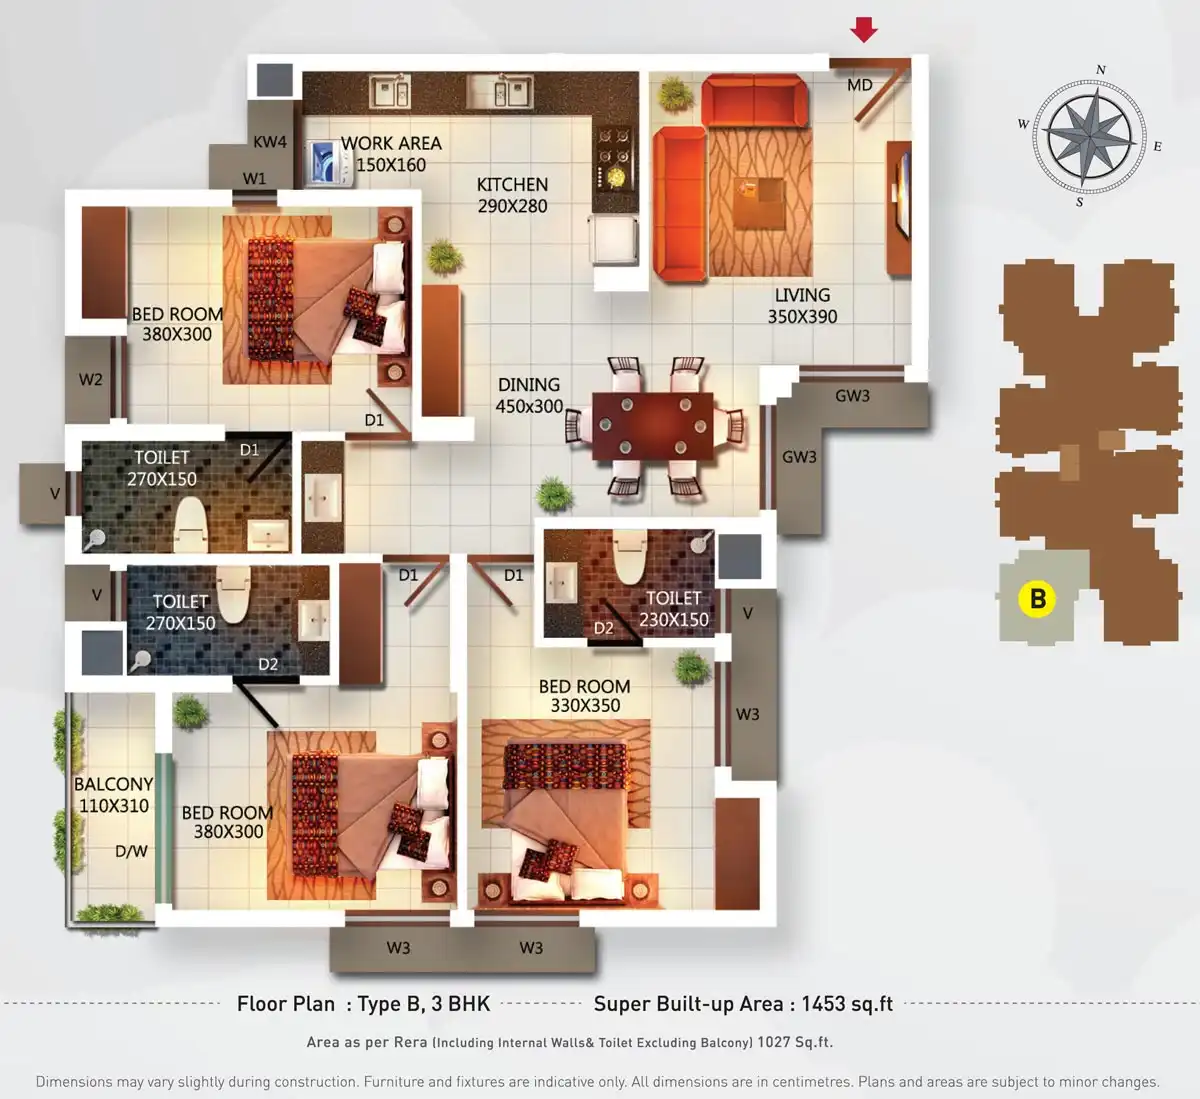 MD
N
W
E
S
KW4
WORK AREA
150X160
W1
KITCHEN
290X280
LIVING
350X390
BED ROOM
380X300
W2
DINING
450x300
D1
GW3
GW3
TOILET
270X150
D1
V
V
TOILET
270X150
D2
D1
D1
TOILET
230X150
D2
V
B
BED ROOM
330X350
W3
BALCONY
110X310
D/W
BED ROOM
380X300
W3
W3
Floor Plan : Type B, 3 BHK
Super Built-up Area : 1453 sq.ft
Area as per Rera (Including Internal Walls& Toilet Excluding Balcony) 1027 Sq.ft.
Dimensions may vary slightly during construction. Furniture and fixtures are indicative only. All dimensions are in centimetres. Plans and areas are subject to minor changes.